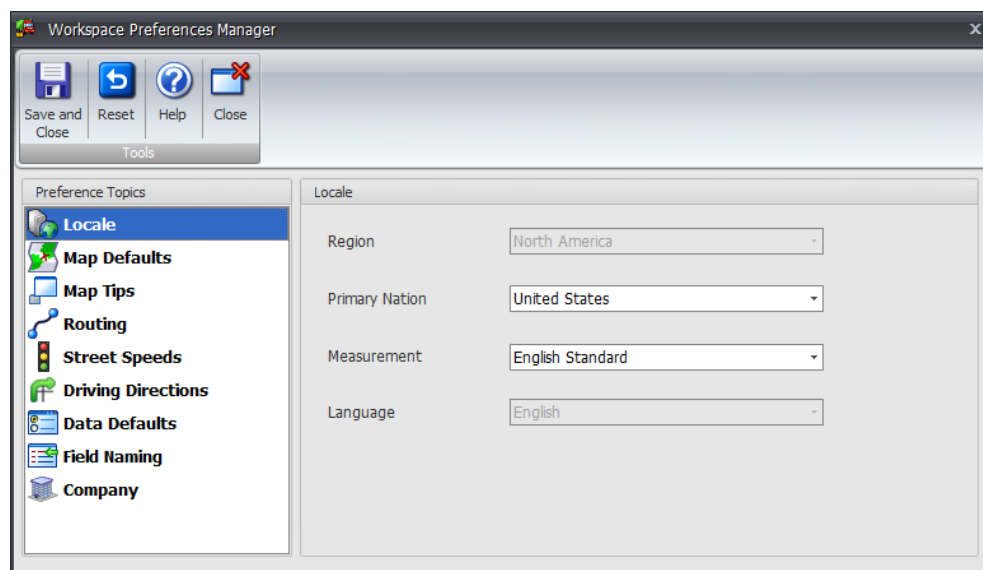 Workspace Preferences Manager
x
Save and Close
Reset
Help
Close
Tools
Preference Topics
Locale
Map Defaults
Map Tips
Routing
Street Speeds
Driving Directions
Data Defaults
Field Naming
Company
Locale
Region
North America
Primary Nation
United States
Measurement
English Standard
Language
English